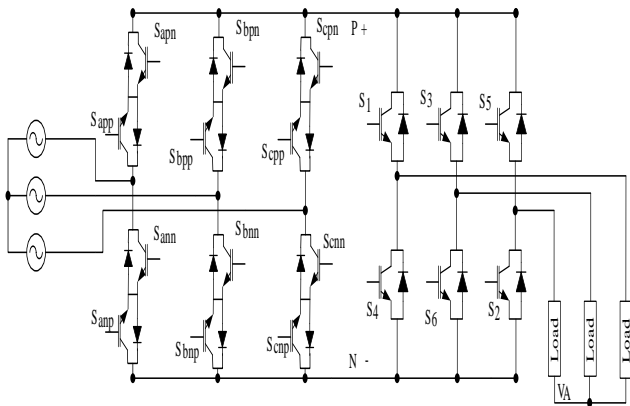 Sapn
Sbpn
Scpn
P +
Sapp
Sbpp
Scpp
S1
S3
S5
Sann
Sbnn
Scnn
Sanp
Sbnp
Scnp
S4
S6
S2
N -
Load
Load
Load
VA